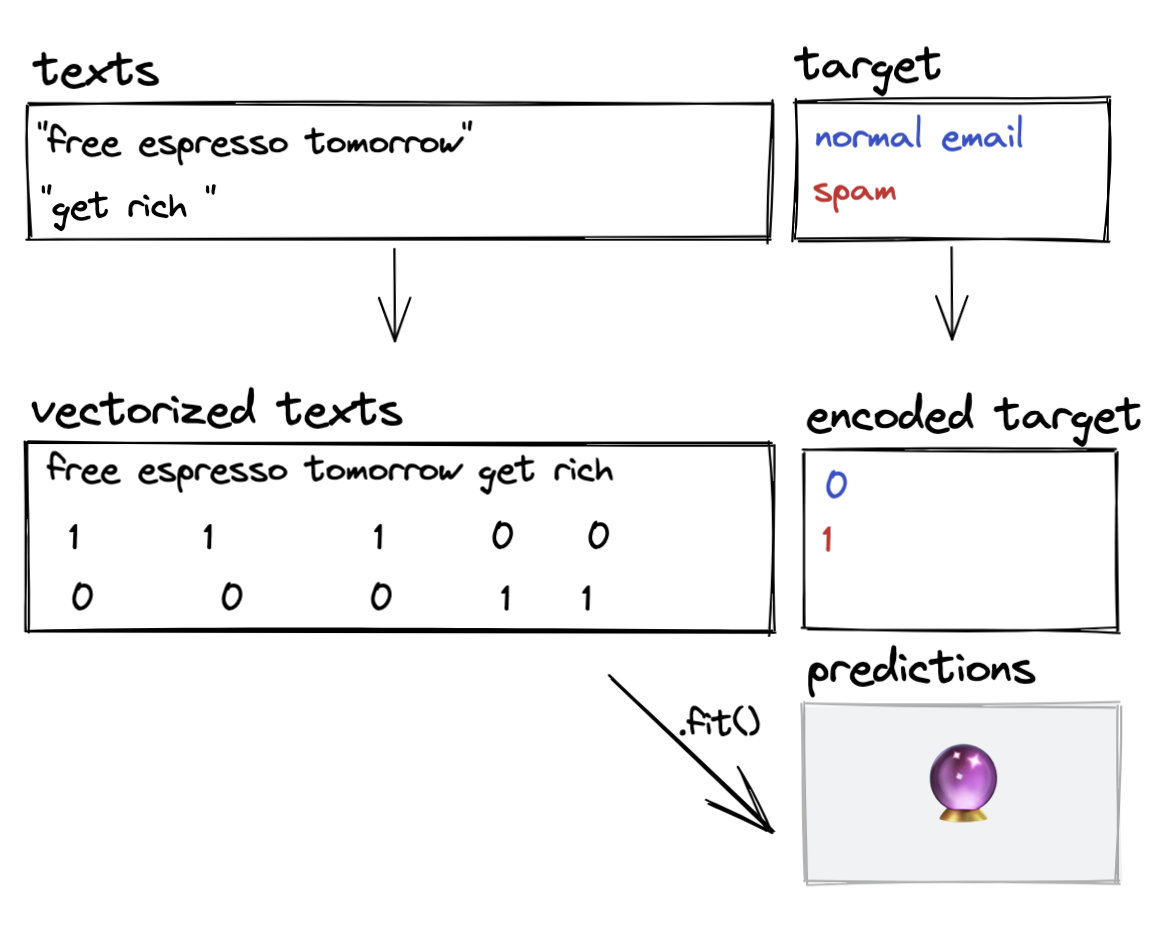 texts
"free espresso tomorrow"
"get rich "
target
normal email
spam
vectorized texts
free espresso tomorrow get rich
1 1 1 0 0
0 0 0 1 1
encoded target
0
1
.fit()
predictions